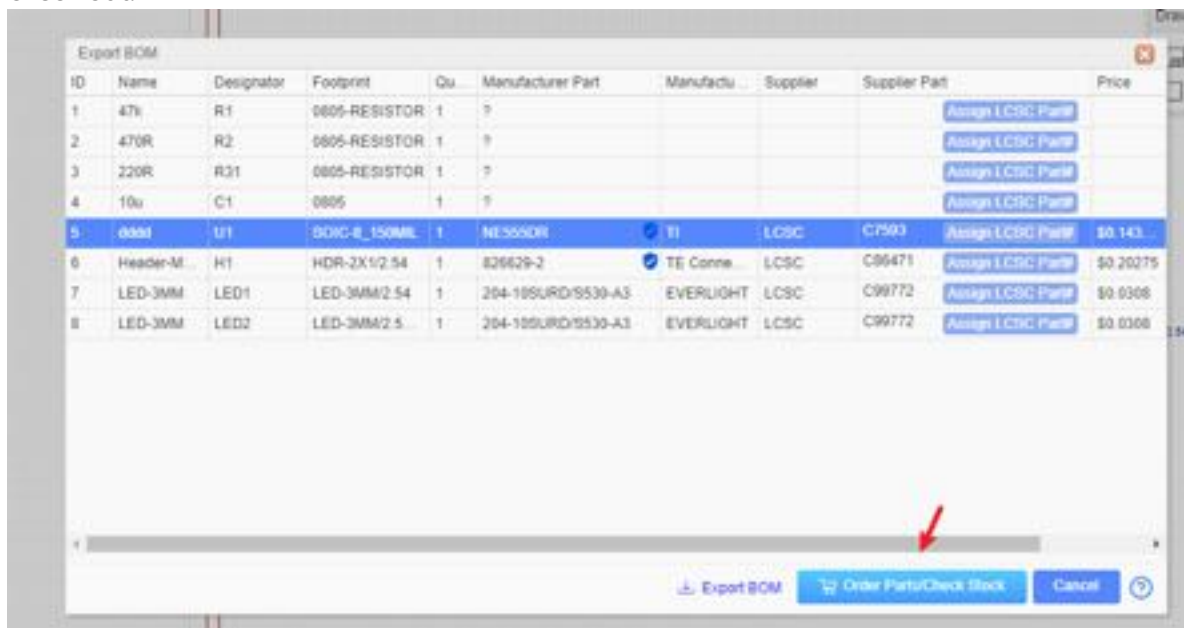 Export BOM
ID Name Designator Footprint Qu... Manufacturer Part Manufactu... Supplier Supplier Part Price
1 47k R1 0805-RESISTOR 1 ? Assign LCSC Part#
2 470R R2 0805-RESISTOR 1 ? Assign LCSC Part#
3 220R R31 0805-RESISTOR 1 ? Assign LCSC Part#
4 10u C1 0805 1 ? Assign LCSC Part#
5 dddd U1 SOIC-8_150MIL 1 NE555DR TI LCSC C7593 Assign LCSC Part# $0.143...
6 Header-M... H1 HDR-2X1/2.54 1 826629-2 TE Conne... LCSC C86471 Assign LCSC Part# $0.20275
7 LED-3MM LED1 LED-3MM/2.54 1 204-10SURD/S530-A3 EVERLIGHT LCSC C99772 Assign LCSC Part# $0.0308
8 LED-3MM LED2 LED-3MM/2.5... 1 204-10SURD/S530-A3 EVERLIGHT LCSC C99772 Assign LCSC Part# $0.0308
Export BOM Order Parts/Check Stock Cancel